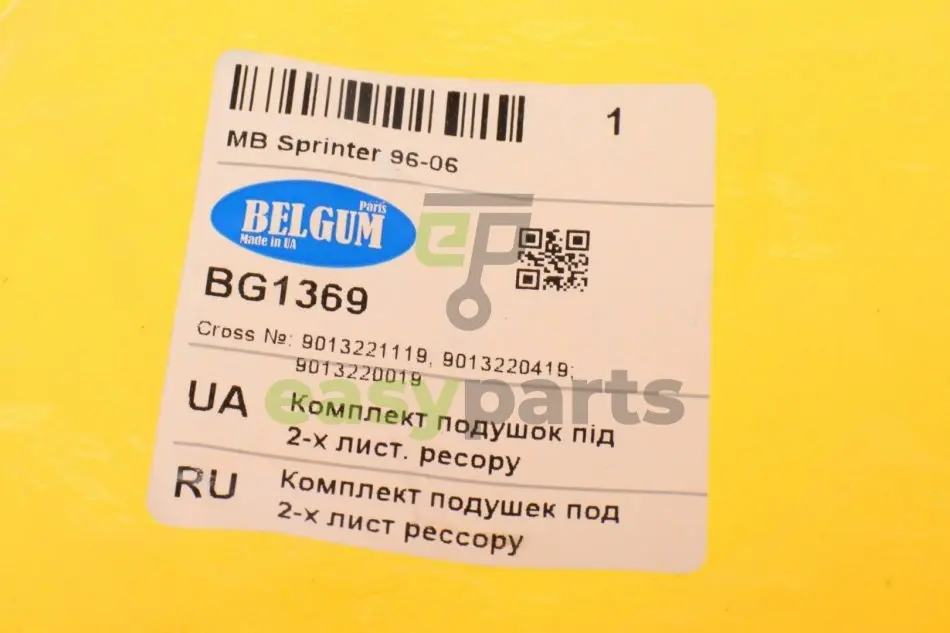 1
MB Sprinter 96-06
Parts
BELGUM
Made in UA
EP
BG1369
Cross №: 9013221119, 9013220419;
9013220019
easyparts
UA Комплект подушок під
2-х лист. ресору
RU Комплект подушек под
2-х лист рессору